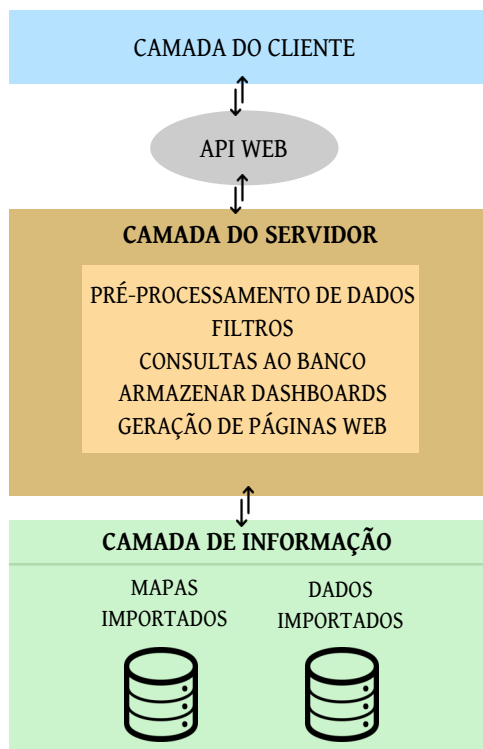 CAMADA DO CLIENTE
API WEB
CAMADA DO SERVIDOR
PRÉ-PROCESSAMENTO DE DADOS
FILTROS
CONSULTAS AO BANCO
ARMAZENAR DASHBOARDS
GERAÇÃO DE PÁGINAS WEB
CAMADA DE INFORMAÇÃO
MAPAS
IMPORTADOS
DADOS
IMPORTADOS